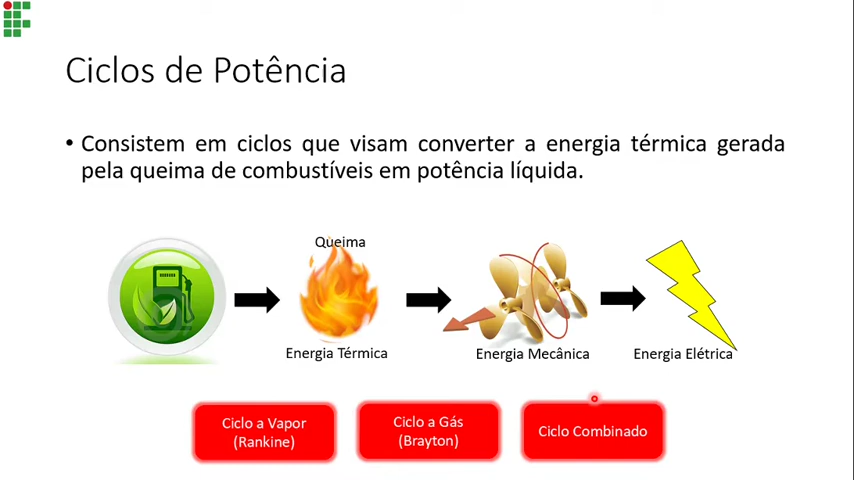 Ciclos de Potência
• Consistem em ciclos que visam converter a energia térmica gerada
pela queima de combustíveis em potência líquida.
Queima
Energia Térmica
Energia Mecânica
Energia Elétrica
Ciclo a Vapor
(Rankine)
Ciclo a Gás
(Brayton)
Ciclo Combinado